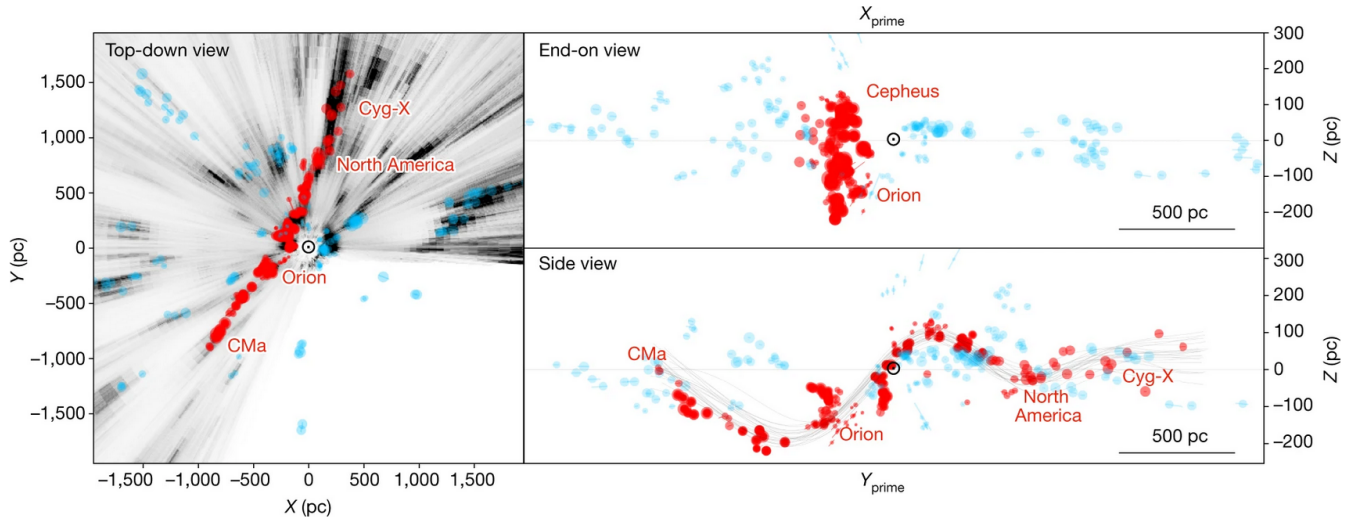 Top-down view
Cyg-X
North America
Orion
CMa
1,500
1,000
500
0
−500
−1,000
−1,500
Y (pc)
−1,500
−1,000
−500
0
500
1,000
1,500
X (pc)
X prime
End-on view
Cepheus
Orion
500 pc
300
200
100
0
−100
−200
Z (pc)
Side view
CMa
Orion
North
America
Cyg-X
500 pc
300
200
100
0
−100
−200
Z (pc)
Y prime